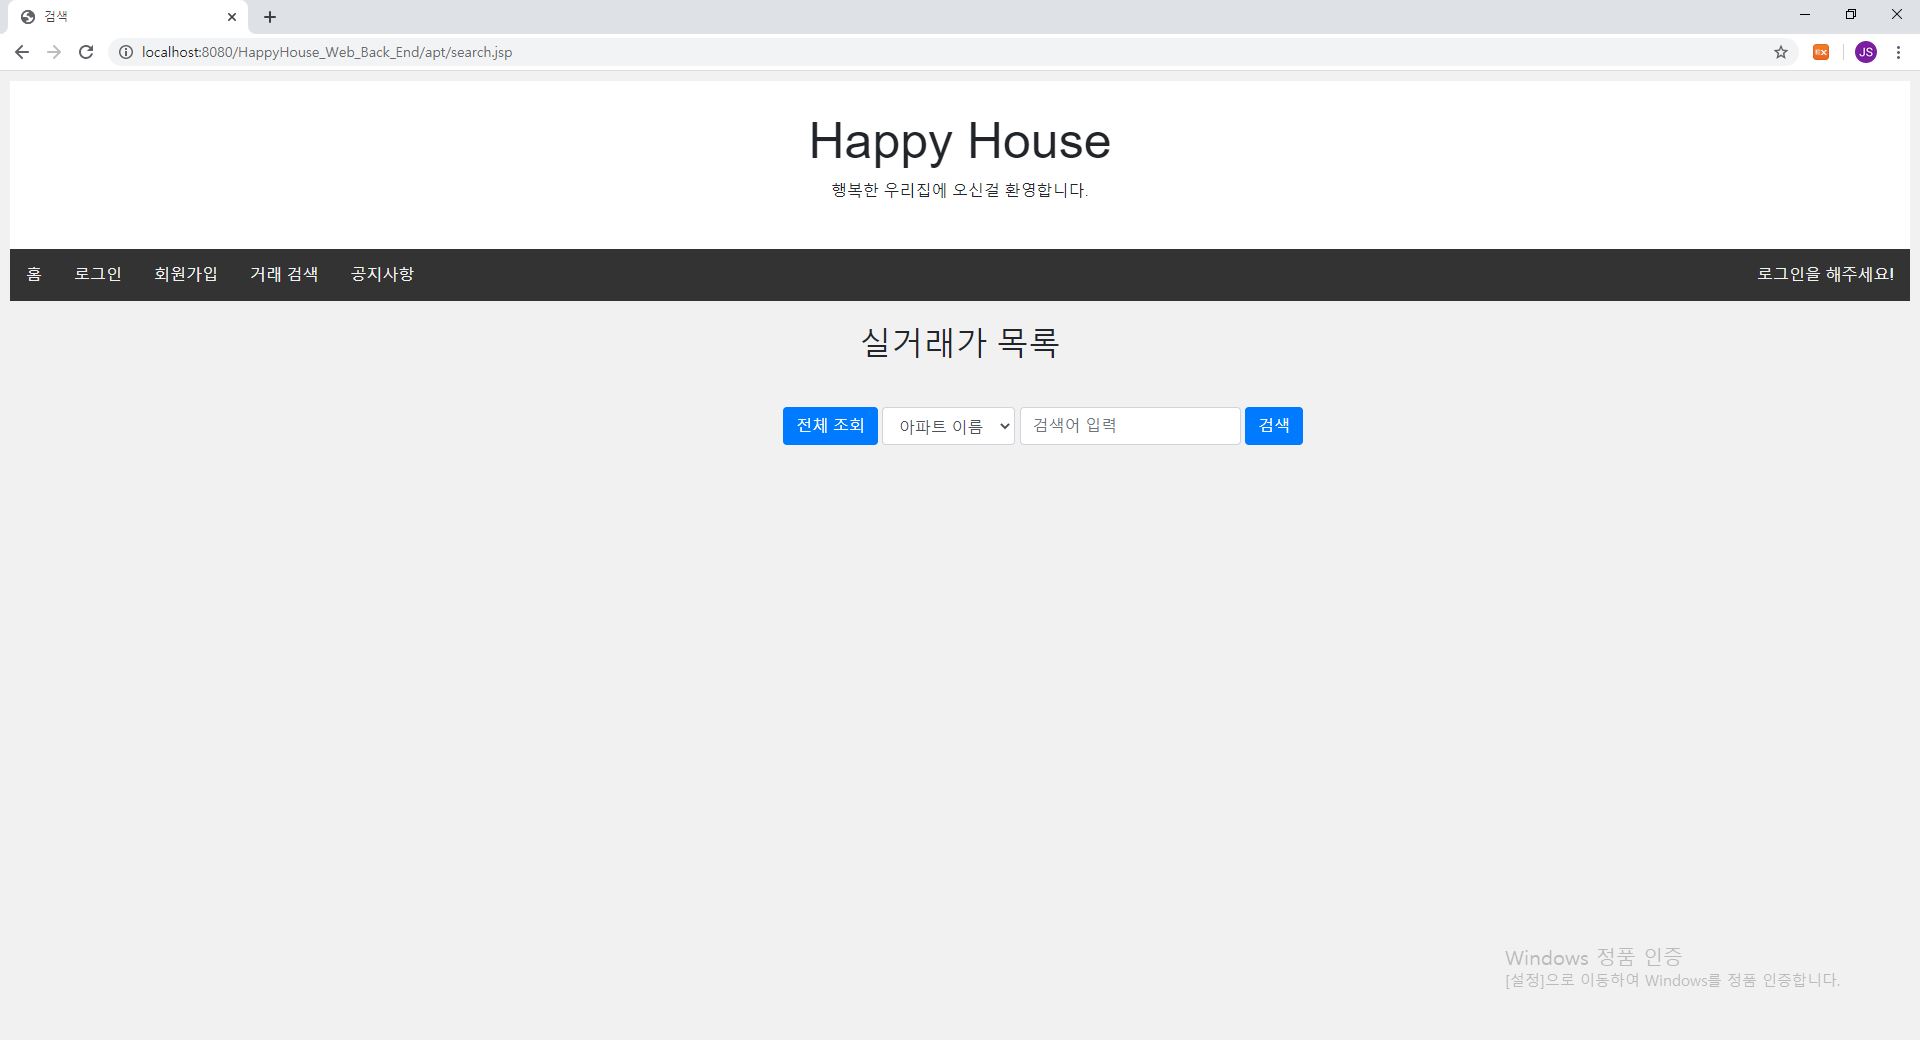 검색
localhost:8080/HappyHouse_Web_Back_End/apt/search.jsp
JS
Happy House
행복한 우리집에 오신걸 환영합니다.
홈 로그인 회원가입 거래 검색 공지사항 로그인을 해주세요!
실거래가 목록
전체 조회 아파트 이름 검색어 입력 검색
Windows 정품 인증
[설정]으로 이동하여 Windows를 정품 인증합니다.